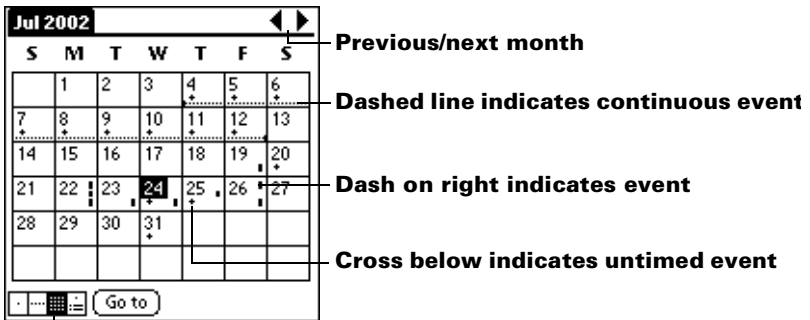 Jul 2002
Previous/next month
S M T W T F S
1 2 3 4 5 6
Dashed line indicates continuous event
7 8 9 10 11 12 13
14 15 16 17 18 19 20
21 22 23 24 25 26 27
Dash on right indicates event
28 29 30 31
Cross below indicates untimed event
Go to